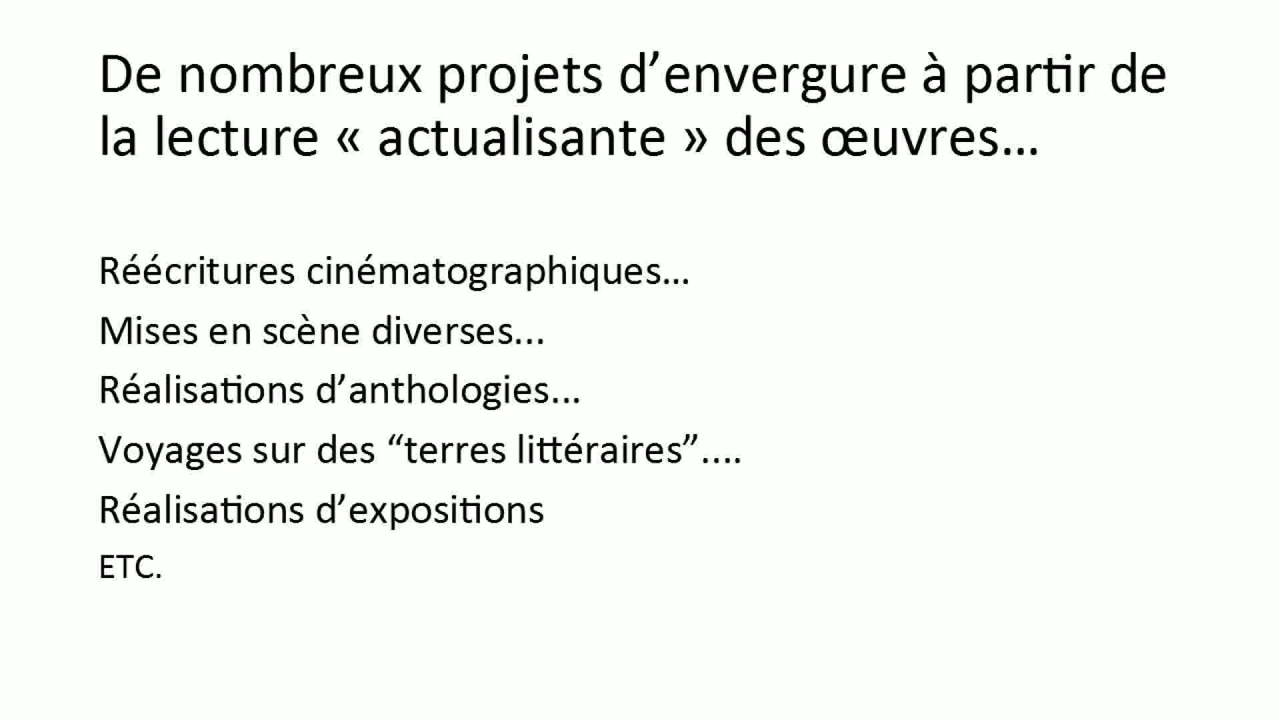 De nombreux projets d’envergure à partir de
la lecture « actualisante » des œuvres…
Réécritures cinématographiques…
Mises en scène diverses...
Réalisations d’anthologies...
Voyages sur des “terres littéraires”....
Réalisations d’expositions
ETC.